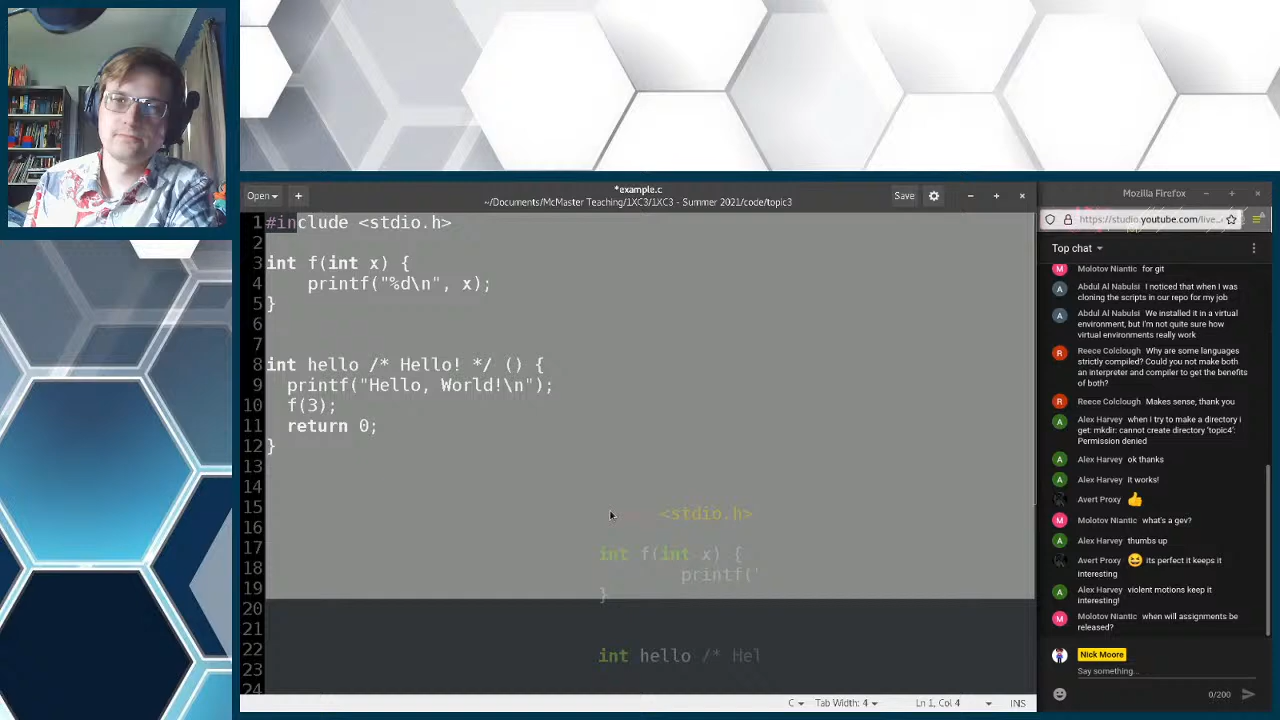 *example.c
Open
~/Documents/McMaster Teaching/1XC3/1XC3 - Summer 2021/code/topic3
Save
1 #include <stdio.h>
2
3 int f(int x) {
4 printf("%d\n", x);
5 }
6
7
8 int hello /* Hello! */ () {
9 printf("Hello, World!\n");
10 f(3);
11 return 0;
12 }
13
14
15 <stdio.h>
16
17 int f(int x) {
18 printf("
19 }
20
21
22 int hello /* Hel
23
24
C Tab Width: 4 Ln 1, Col 4 INS
Mozilla Firefox
https://studio.youtube.com/live_
Top chat
M Molotov Niantic for git
A Abdul Al Nabulsi I noticed that when I was
cloning the scripts in our repo for my job
A Abdul Al Nabulsi We installed it in a virtual
environment, but i'm not quite sure how
virtual environments really work
R Reece Colclough Why are some languages
strictly compiled? Could you not make both
an interpreter and compiler to get the benefits
of both?
R Reece Colclough Makes sense, thank you
A Alex Harvey when I try to make a directory i
get: mkdir: cannot create directory 'topic4':
Permission denied
A Alex Harvey ok thanks
A Alex Harvey it works!
Avert Proxy 👍
M Molotov Niantic what's a gev?
A Alex Harvey thumbs up
Avert Proxy 😄 its perfect it keeps it
interesting
A Alex Harvey violent motions keep it
interesting!
M Molotov Niantic when will assignments be
released?
Nick Moore
Say something...
0/200